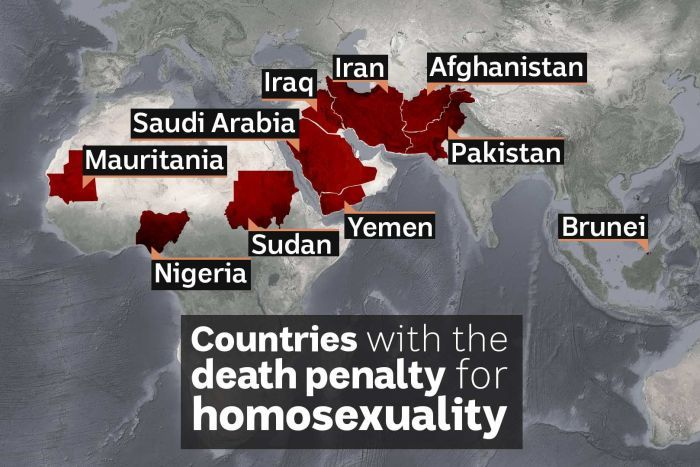 Iran
Afghanistan
Iraq
Saudi Arabia
Mauritania
Pakistan
Yemen
Brunei
Sudan
Nigeria
Countries with the
death penalty for
homosexuality